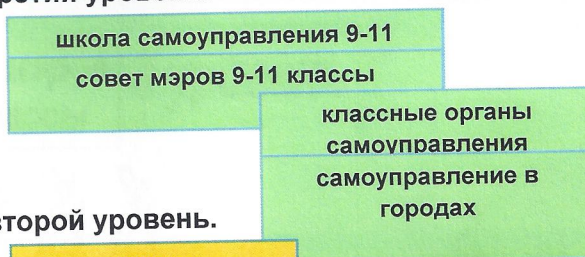 школа самоуправления 9-11
совет мэров 9-11 классы
классные органы
самоуправления
самоуправление в
городах
второй уровень.